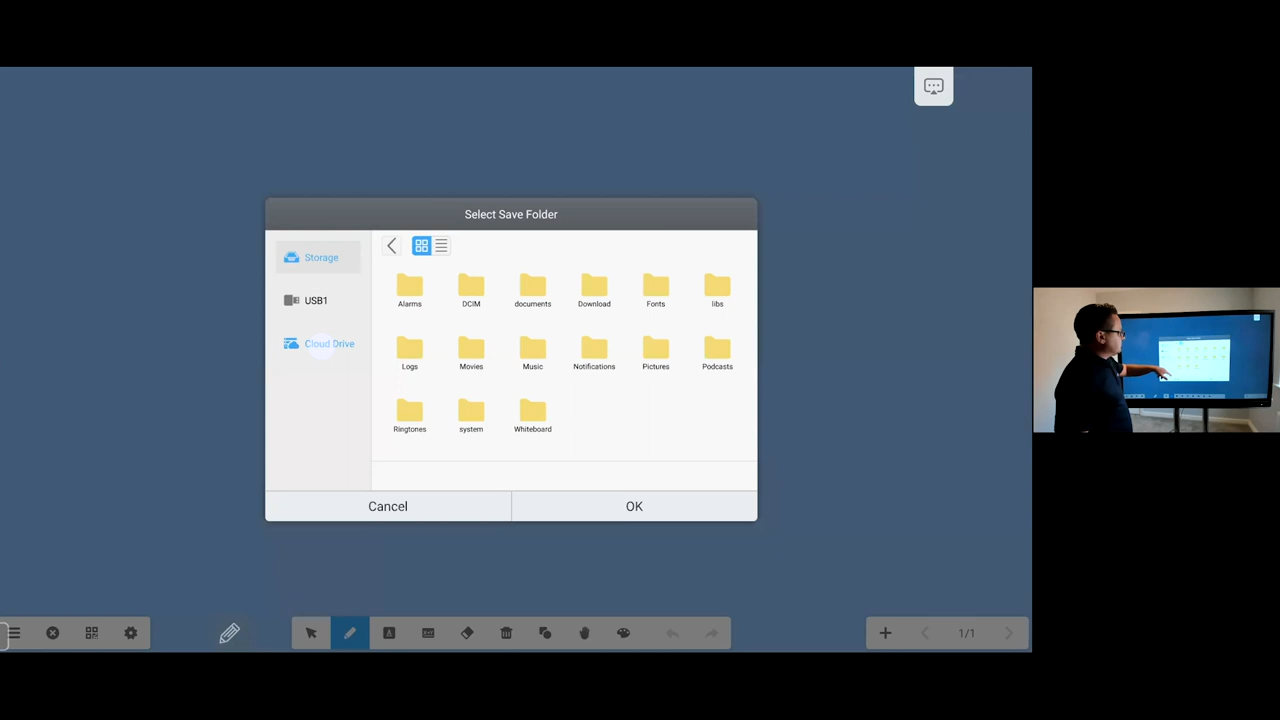 Select Save Folder
Storage
USB1
Cloud Drive
Alarms
DCIM
documents
Download
Fonts
libs
Logs
Movies
Music
Notifications
Pictures
Podcasts
Ringtones
system
Whiteboard
Cancel
OK
1/1